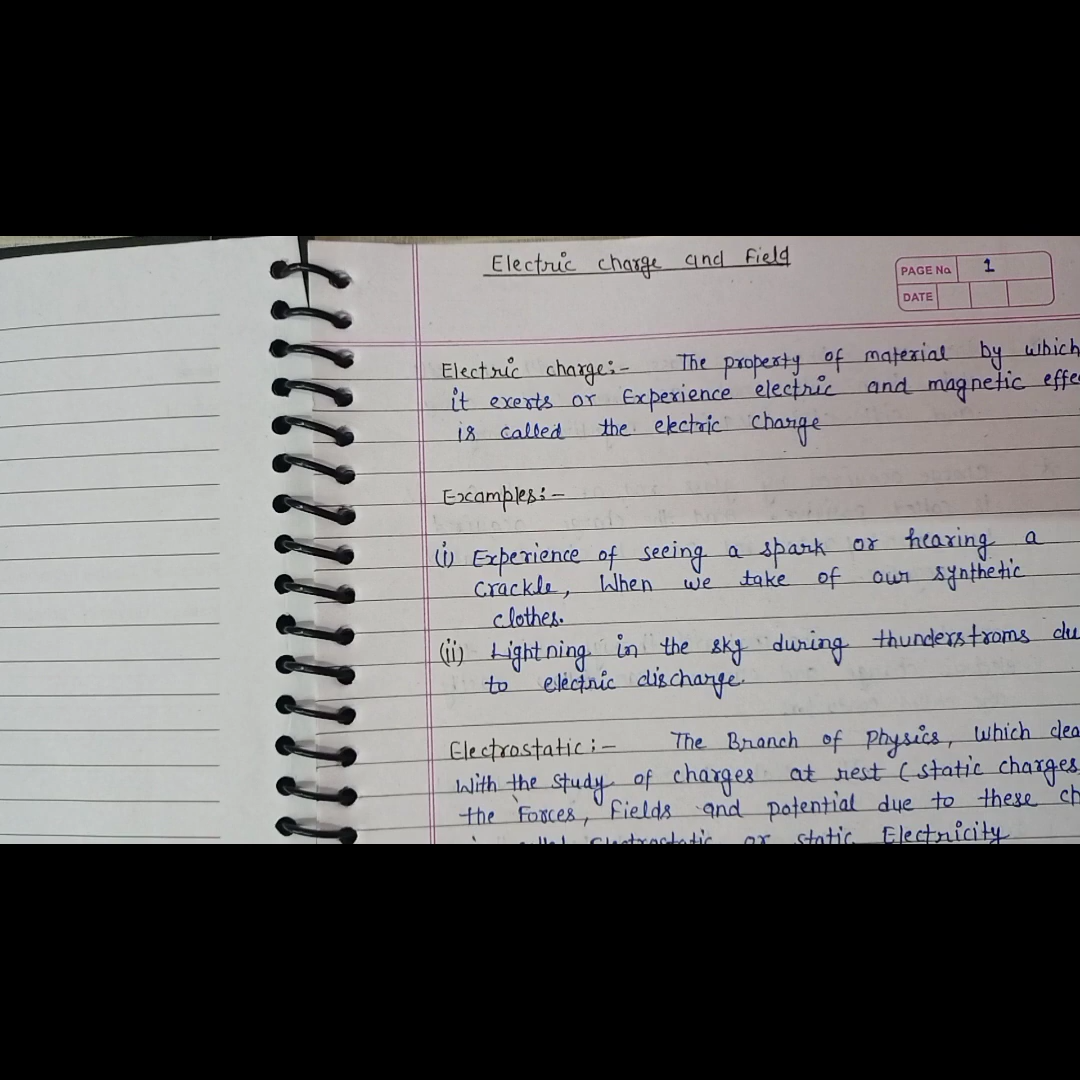 Electric charge and Field
PAGE No 1
DATE
Electric charge:- The property of material by which
it exerts or Experience electric and magnetic effe
is called the electric charge
Examples:-
(i) Experience of seeing a spark or hearing a
crackle, When we take of our synthetic
clothes.
(ii) Lightning in the sky during thunderstroms du
to electric discharge.
Electrostatic:- The Branch of Physics, which dea
With the study of charges at rest (static charges
the Forces, Fields and potential due to these ch
Electrostatic or static Electricity